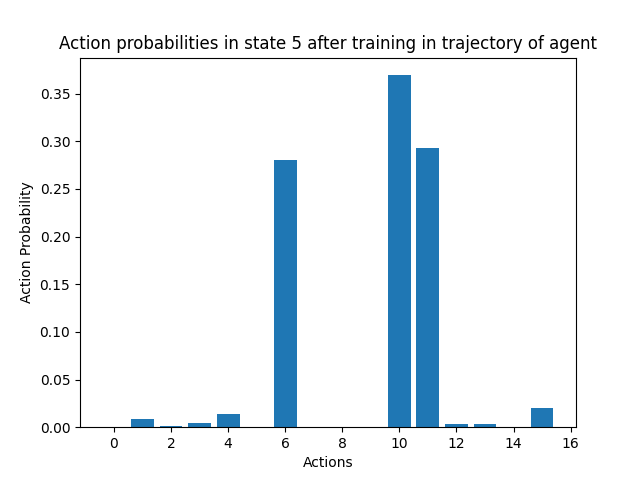 Action probabilities in state 5 after training in trajectory of agent
0.35
0.30
0.25
0.20
0.15
0.10
0.05
0.00
Action Probability
0 2 4 6 8 10 12 14 16
Actions